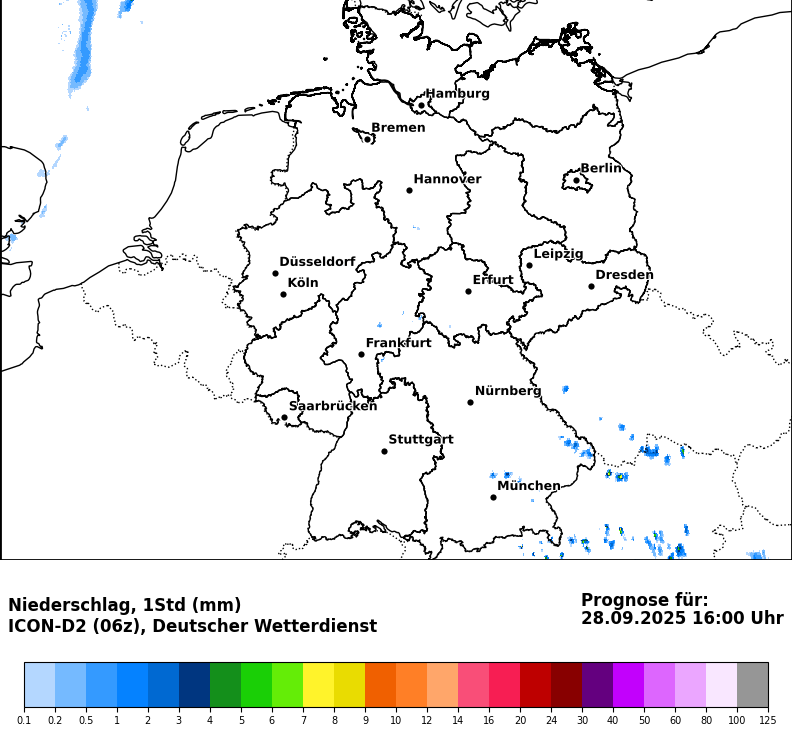 Hamburg
Bremen
Berlin
Hannover
Leipzig
Düsseldorf
Dresden
Köln
Erfurt
Frankfurt
Nürnberg
Saarbrücken
Stuttgart
München
Niederschlag, 1Std (mm)
ICON-D2 (06z), Deutscher Wetterdienst
Prognose für:
28.09.2025 16:00 Uhr
0.1 0.2 0.5 1 2 3 4 5 6 7 8 9 10 12 14 16 20 24 30 40 50 60 80 100 125